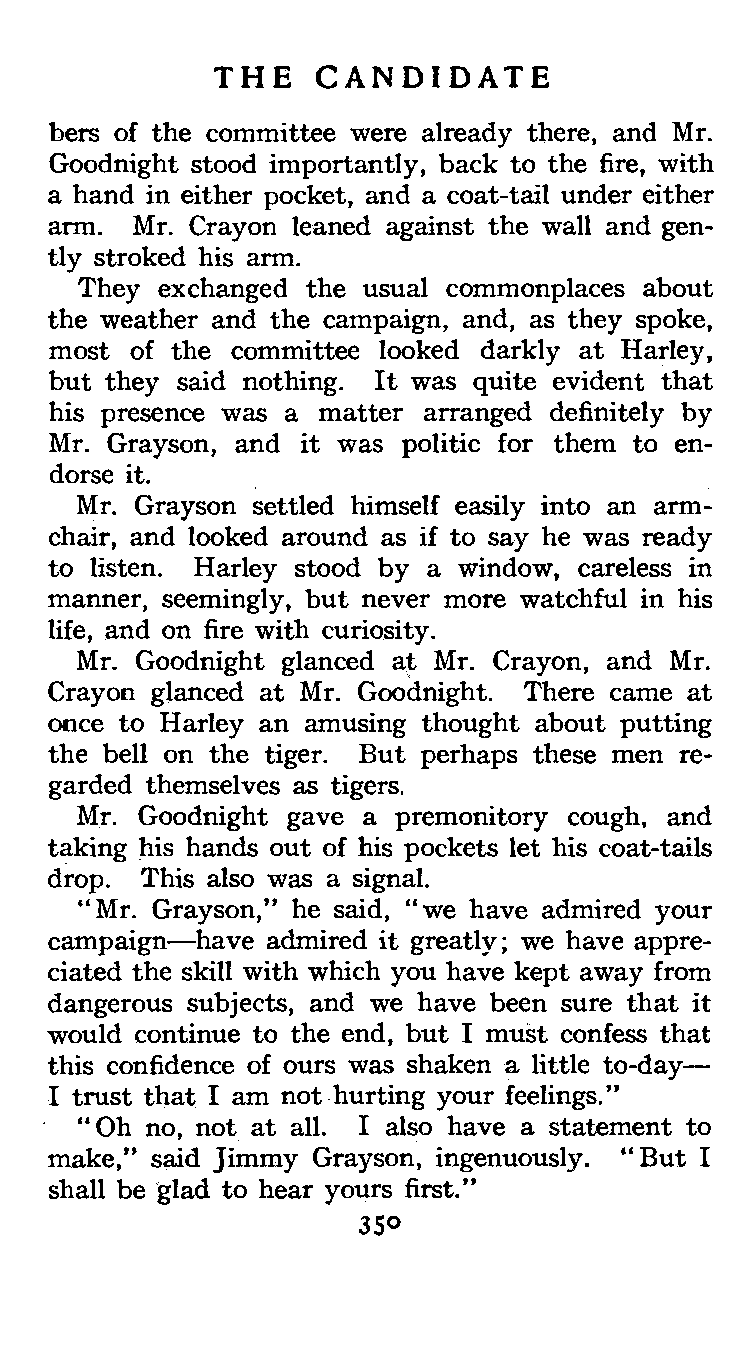 THE CANDIDATE
bers of the committee were already there, and Mr.
Goodnight stood importantly, back to the fire, with
a hand in either pocket, and a coat-tail under either
arm. Mr. Crayon leaned against the wall and gen-
tly stroked his arm.
They exchanged the usual commonplaces about
the weather and the campaign, and, as they spoke,
most of the committee looked darkly at Harley,
but they said nothing. It was quite evident that
his presence was a matter arranged definitely by
Mr. Grayson, and it was politic for them to en-
dorse it.
Mr. Grayson settled himself easily into an arm-
chair, and looked around as if to say he was ready
to listen. Harley stood by a window, careless in
manner, seemingly, but never more watchful in his
life, and on fire with curiosity.
Mr. Goodnight glanced at Mr. Crayon, and Mr.
Crayon glanced at Mr. Goodnight. There came at
once to Harley an amusing thought about putting
the bell on the tiger. But perhaps these men re-
garded themselves as tigers.
Mr. Goodnight gave a premonitory cough, and
taking his hands out of his pockets let his coat-tails
drop. This also was a signal.
"Mr. Grayson," he said, "we have admired your
campaign—have admired it greatly; we have appre-
ciated the skill with which you have kept away from
dangerous subjects, and we have been sure that it
would continue to the end, but I must confess that
this confidence of ours was shaken a little to-day—
I trust that I am not hurting your feelings."
"Oh no, not at all. I also have a statement to
make," said Jimmy Grayson, ingenuously. "But I
shall be glad to hear yours first."
350